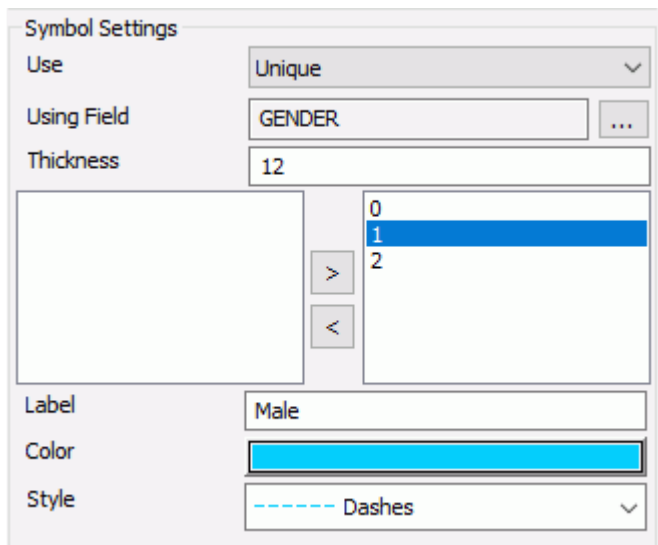 Symbol Settings
Use Unique
Using Field GENDER ...
Thickness 12
0
1
2
>
<
Label Male
Color
Style Dashes